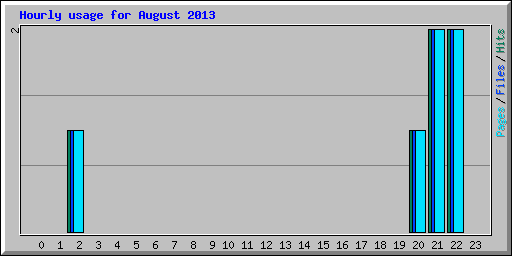 Hourly usage for August 2013
2
Pages/Files/Hits
0 1 2 3 4 5 6 7 8 9 10 11 12 13 14 15 16 17 18 19 20 21 22 23